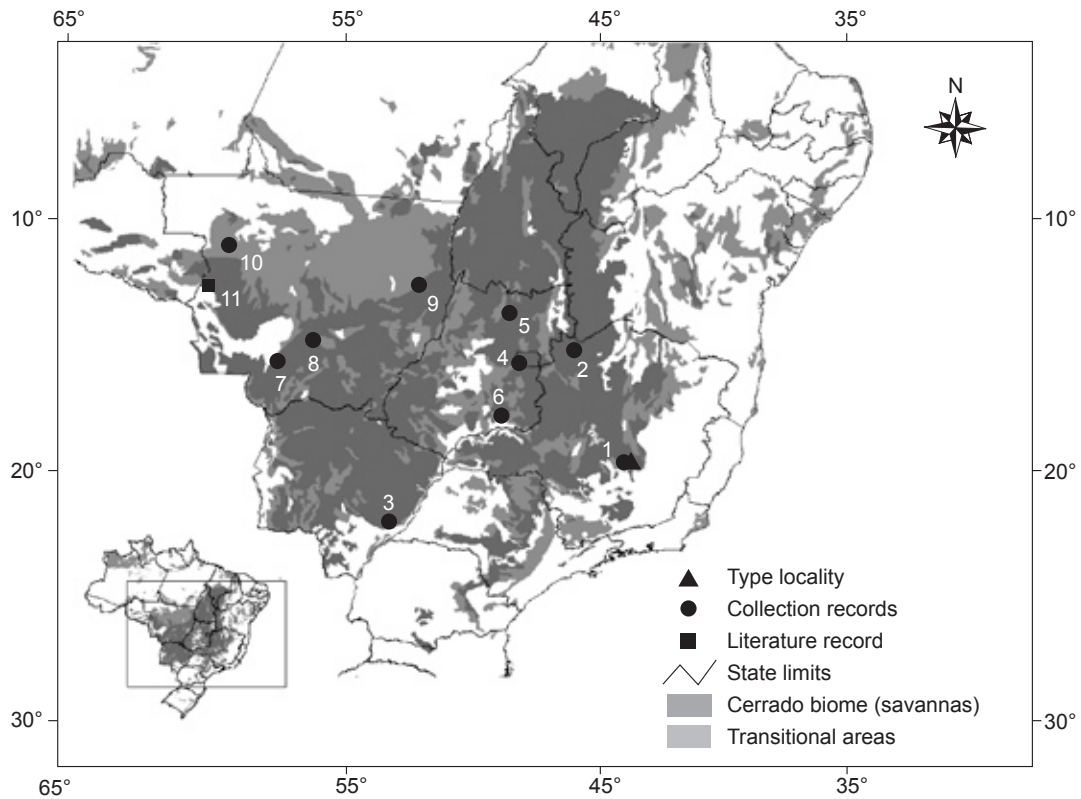 65° 55° 45° 35°
N
10° 10°
10
11
9
5
8
4
2
7
6
1
20° 20°
3
Type locality
Collection records
Literature record
State limits
Cerrado biome (savannas)
30° 30°
Transitional areas
65° 55° 45° 35°